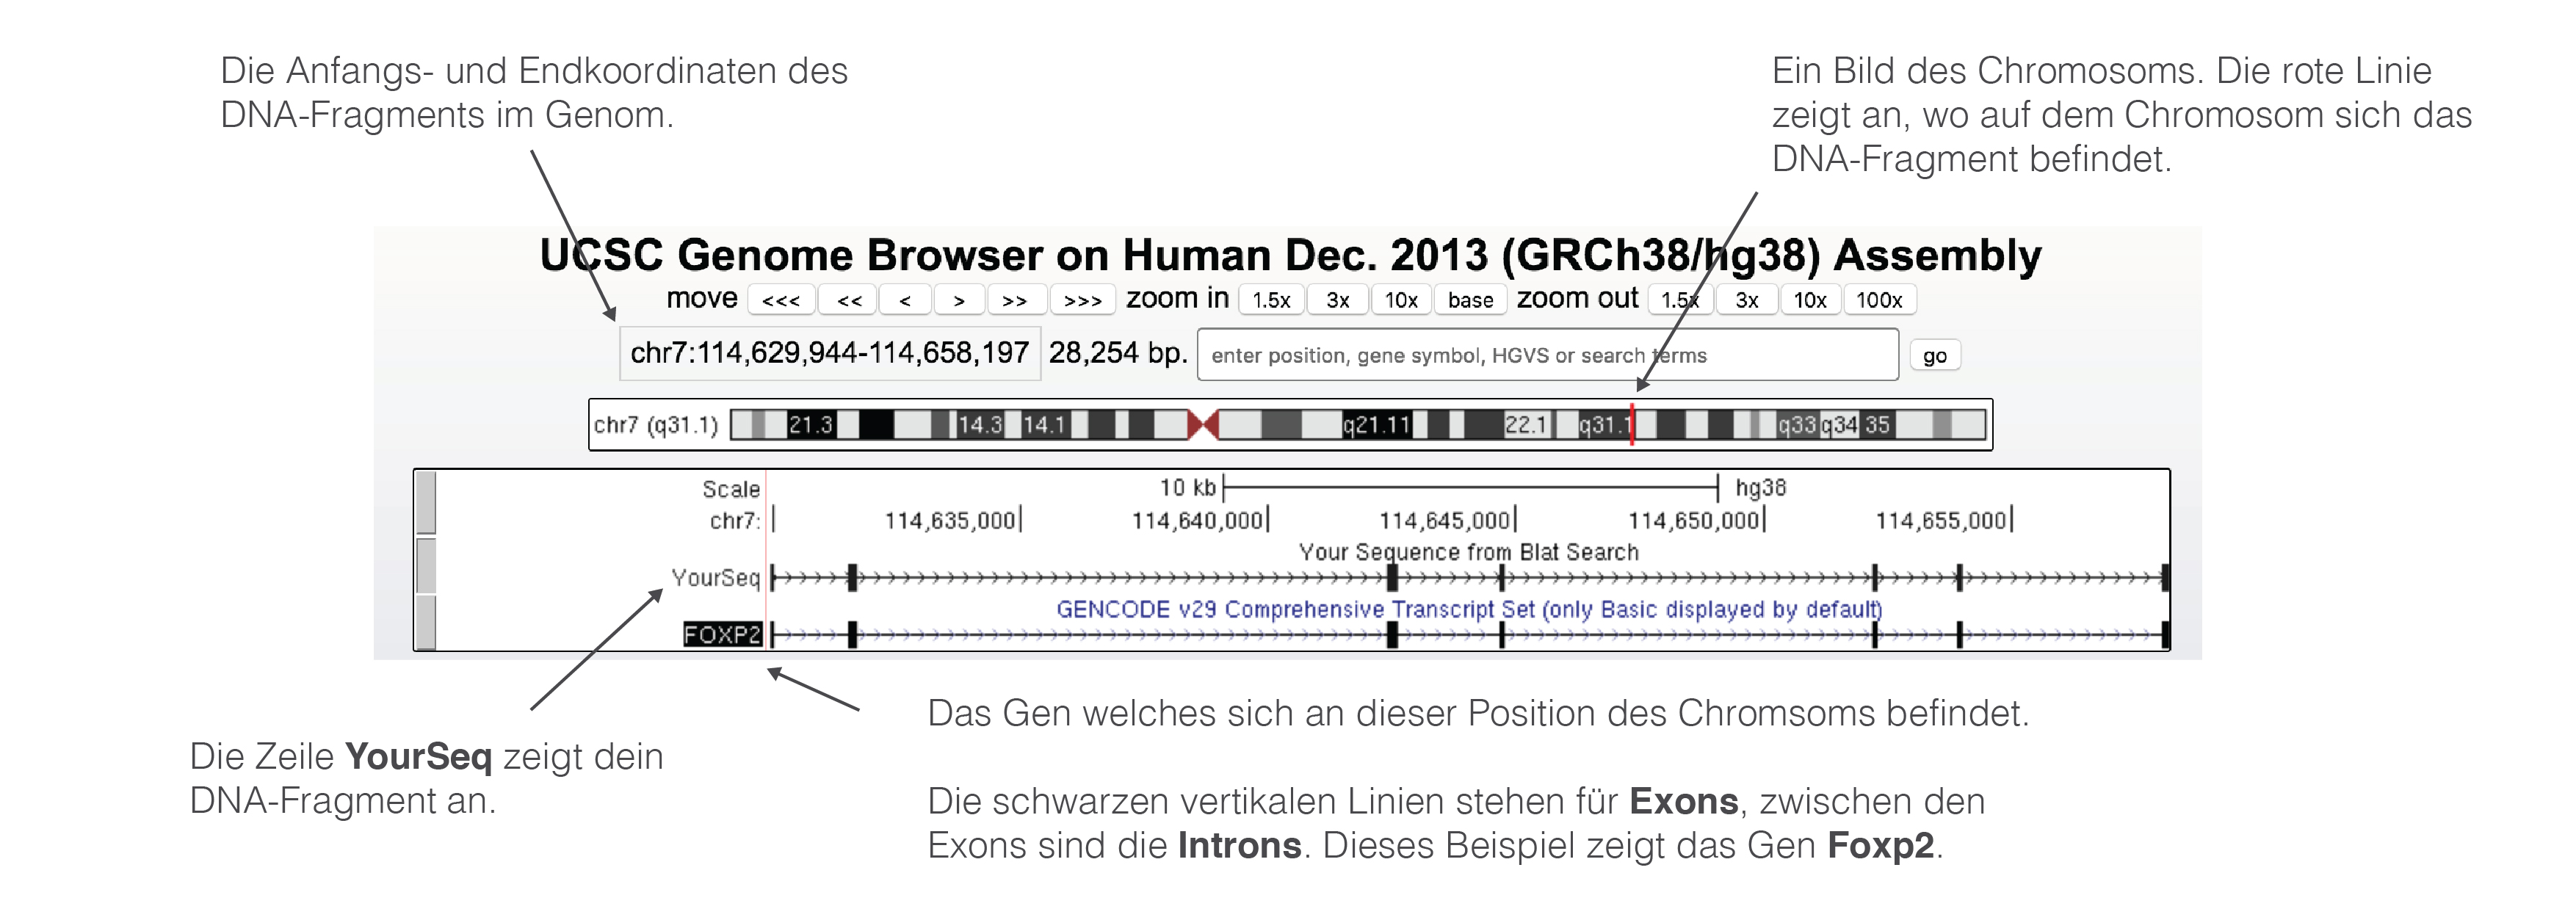 Die Anfangs- und Endkoordinaten des
DNA-Fragments im Genom.
Ein Bild des Chromosoms. Die rote Linie
zeigt an, wo auf dem Chromosom sich das
DNA-Fragment befindet.
UCSC Genome Browser on Human Dec. 2013 (GRCh38/hg38) Assembly
move <<< << < > >> >>> zoom in 1.5x 3x 10x base zoom out 1.5x 3x 10x 100x
chr7:114,629,944-114,658,197 28,254 bp. enter position, gene symbol, HGVS or search terms go
chr7 (q31.1) 21.3 14.3 14.1 q21.11 22.1 q31.1 q33 q34 35
Scale 10 kb hg38
chr7: 114,635,000 114,640,000 114,645,000 114,650,000 114,655,000
Your Sequence from Blat Search
YourSeq
GENCODE v29 Comprehensive Transcript Set (only Basic displayed by default)
FOXP2
Das Gen welches sich an dieser Position des Chromsoms befindet.
Die Zeile YourSeq zeigt dein
DNA-Fragment an.
Die schwarzen vertikalen Linien stehen für Exons, zwischen den
Exons sind die Introns. Dieses Beispiel zeigt das Gen Foxp2.